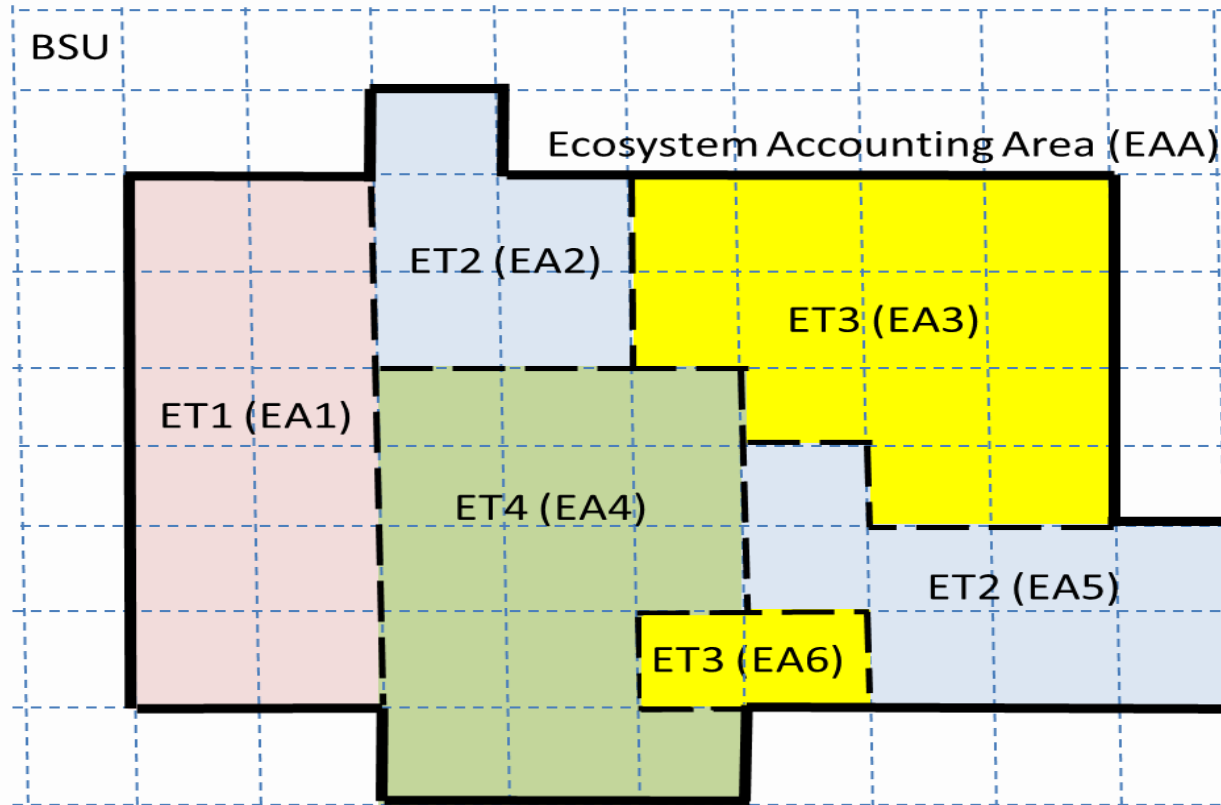 BSU
Ecosystem Accounting Area (EAA)
ET2 (EA2)
ET3 (EA3)
ET1 (EA1)
ET4 (EA4)
ET2 (EA5)
ET3 (EA6)